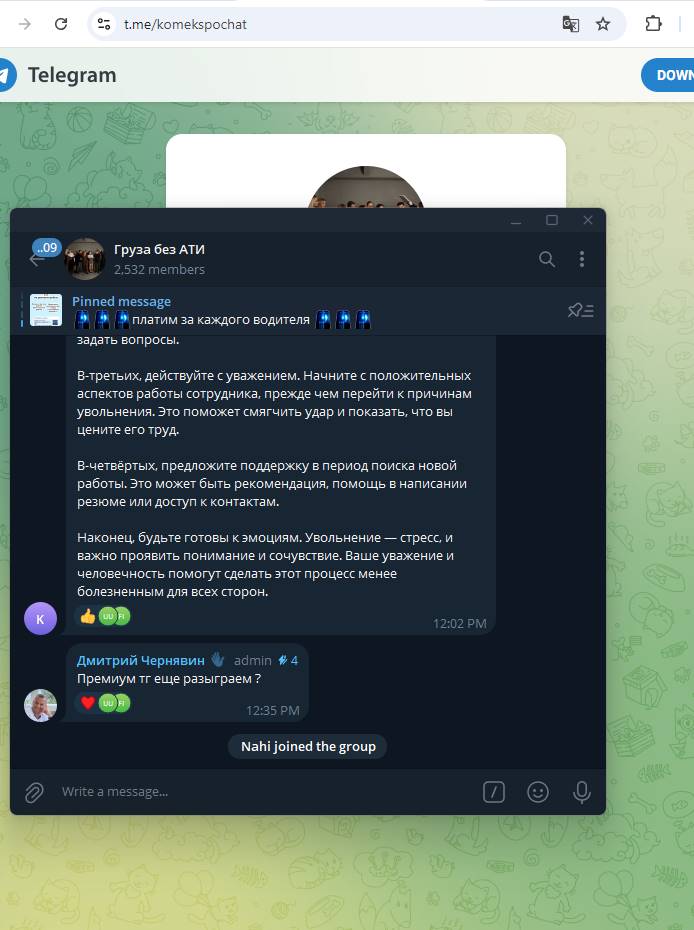 t.me/komekspochat
Telegram
DOWN
..09
Груза без АТИ
2,532 members
Pinned message
платим за каждого водителя
задать вопросы.
В-третьих, действуйте с уважением. Начните с положительных
аспектов работы сотрудника, прежде чем перейти к причинам
увольнения. Это поможет смягчить удар и показать, что вы
цените его труд.
В-четвёртых, предложите поддержку в период поиска новой
работы. Это может быть рекомендация, помощь в написании
резюме или доступ к контактам.
Наконец, будьте готовы к эмоциям. Увольнение — стресс, и
важно проявить понимание и сочувствие. Ваше уважение и
человечность помогут сделать этот процесс менее
болезненным для всех сторон.
K
UU FI
12:02 PM
Дмитрий Чернявин admin 4
Премиум тг еще разыграем ?
UU FI
12:35 PM
Nahi joined the group
Write a message...